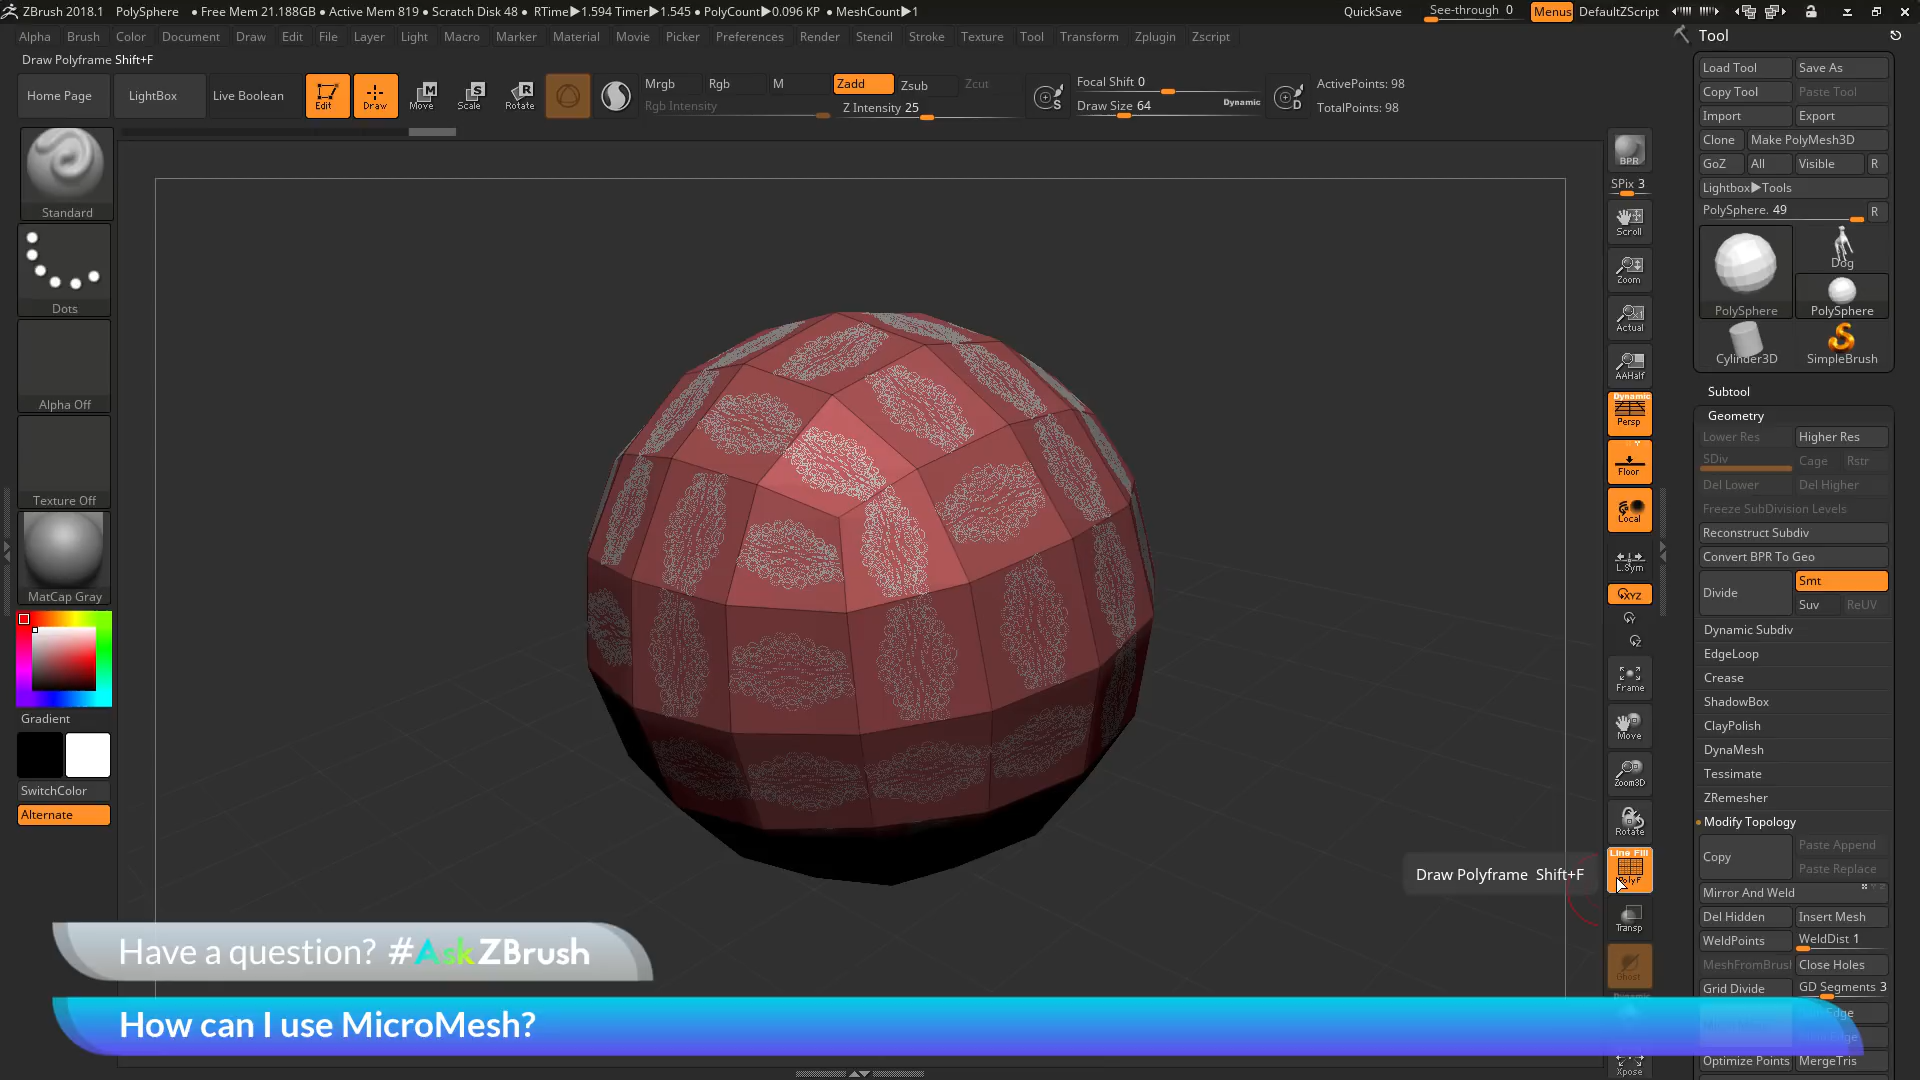 ZBrush 2018.1 PolySphere • Free Mem 21.188GB • Active Mem 819 • Scratch Disk 48 • RTime▶1.594 Timer▶1.545 • PolyCount▶0.096 KP • MeshCount▶1 QuickSave See-through 0 Menus DefaultZScript
Alpha Brush Color Document Draw Edit File Layer Light Macro Marker Material Movie Picker Preferences Render Stencil Stroke Texture Tool Transform Zplugin Zscript
Draw Polyframe Shift+F
Home Page LightBox Live Boolean Edit Draw Move Scale Rotate
Mrgb Rgb M Zadd Zsub Zcut
Rgb Intensity Z Intensity 25
S Focal Shift 0
Draw Size 64 Dynamic D
ActivePoints: 98
TotalPoints: 98
Standard
Dots
Alpha Off
Texture Off
MatCap Gray
Gradient
SwitchColor
Alternate
BPR
SPix 3
Scroll
Zoom
Actual
AAHalf
Dynamic
Persp
Floor
Local
L.Sym
XYZ
Y
Z
Frame
Move
Zoom3D
Rotate
Line Fill
PolyF
Transp
Ghost
Dynamic
Xpose
Draw Polyframe Shift+F
Tool
Load Tool Save As
Copy Tool Paste Tool
Import Export
Clone Make PolyMesh3D
GoZ All Visible R
Lightbox▶Tools
PolySphere. 49 R
PolySphere Dog
PolySphere
Cylinder3D SimpleBrush
Subtool
Geometry
Lower Res Higher Res
SDiv Cage Rstr
Del Lower Del Higher
Freeze SubDivision Levels
Reconstruct Subdiv
Convert BPR To Geo
Divide Smt
Suv ReUV
Dynamic Subdiv
EdgeLoop
Crease
ShadowBox
ClayPolish
DynaMesh
Tessimate
ZRemesher
Modify Topology
Copy Paste Append
Paste Replace
Mirror And Weld
Del Hidden Insert Mesh
WeldPoints WeldDist 1
MeshFromBrus Close Holes
Grid Divide GD Segments 3
Optimize Points MergeTris
Have a question? #AskZBrush
How can I use MicroMesh?